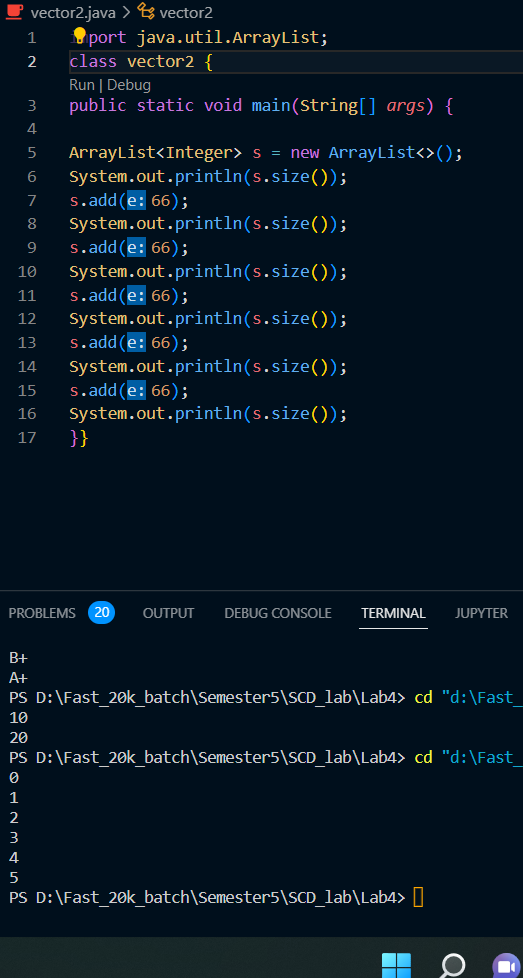 vector2.java > vector2
1 import java.util.ArrayList;
2 class vector2 {
Run | Debug
3 public static void main(String[] args) {
4
5 ArrayList<Integer> s = new ArrayList<>();
6 System.out.println(s.size());
7 s.add(e: 66);
8 System.out.println(s.size());
9 s.add(e: 66);
10 System.out.println(s.size());
11 s.add(e: 66);
12 System.out.println(s.size());
13 s.add(e: 66);
14 System.out.println(s.size());
15 s.add(e: 66);
16 System.out.println(s.size());
17 }}
PROBLEMS 20 OUTPUT DEBUG CONSOLE TERMINAL JUPYTER
B+
A+
PS D:\Fast_20k_batch\Semester5\SCD_lab\Lab4> cd "d:\Fast_
10
20
PS D:\Fast_20k_batch\Semester5\SCD_lab\Lab4> cd "d:\Fast_
0
1
2
3
4
5
PS D:\Fast_20k_batch\Semester5\SCD_lab\Lab4>